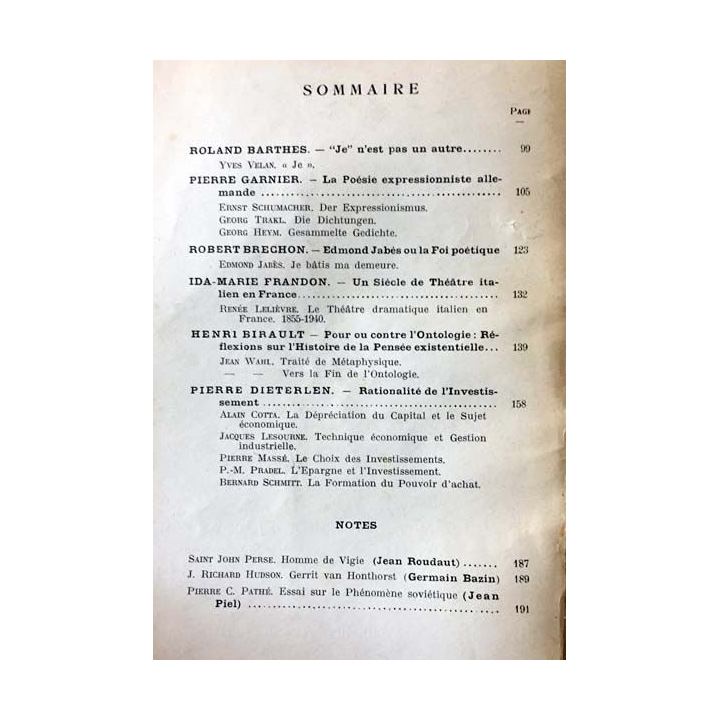 SOMMAIRE
PAGE
ROLAND BARTHES. — "Je" n'est pas un autre........ 99
YVES VELAN. « Je ».
PIERRE GARNIER. — La Poésie expressionniste alle-
mande ........................................ 105
ERNST SCHUMACHER. Der Expressionismus.
GEORG TRAKL. Die Dichtungen.
GEORG HEYM. Gesammelte Gedichte.
ROBERT BRECHON. — Edmond Jabés ou la Foi poétique 123
EDMOND JABÈS. Je bâtis ma demeure.
IDA-MARIE FRANDON. — Un Siécle de Théâtre ita-
lien en France.................................. 132
RENÉE LELIÈVRE. Le Théâtre dramatique italien en
France. 1855-1940.
HENRI BIRAULT — Pour ou contre l'Ontologie : Ré-
flexions sur l'Histoire de la Pensée existentielle... 139
JEAN WAHL. Traité de Métaphysique.
— — Vers la Fin de l'Ontologie.
PIERRE DIETERLEN. — Rationalité de l'Investis-
sement ........................................ 158
ALAIN COTTA. La Dépréciation du Capital et le Sujet
économique.
JACQUES LESOURNE. Technique économique et Gestion
industrielle.
PIERRE MASSÉ. Le Choix des Investissements.
P.-M. PRADEL. L'Epargne et l'Investissement.
BERNARD SCHMITT. La Formation du Pouvoir d'achat.
NOTES
SAINT JOHN PERSE. Homme de Vigie (Jean Roudaut) ....... 187
J. RICHARD HUDSON. Gerrit van Honthorst (Germain Bazin) 189
PIERRE C. PATHÉ. Essai sur le Phénomène soviétique (Jean
Piel) .......................................... 191